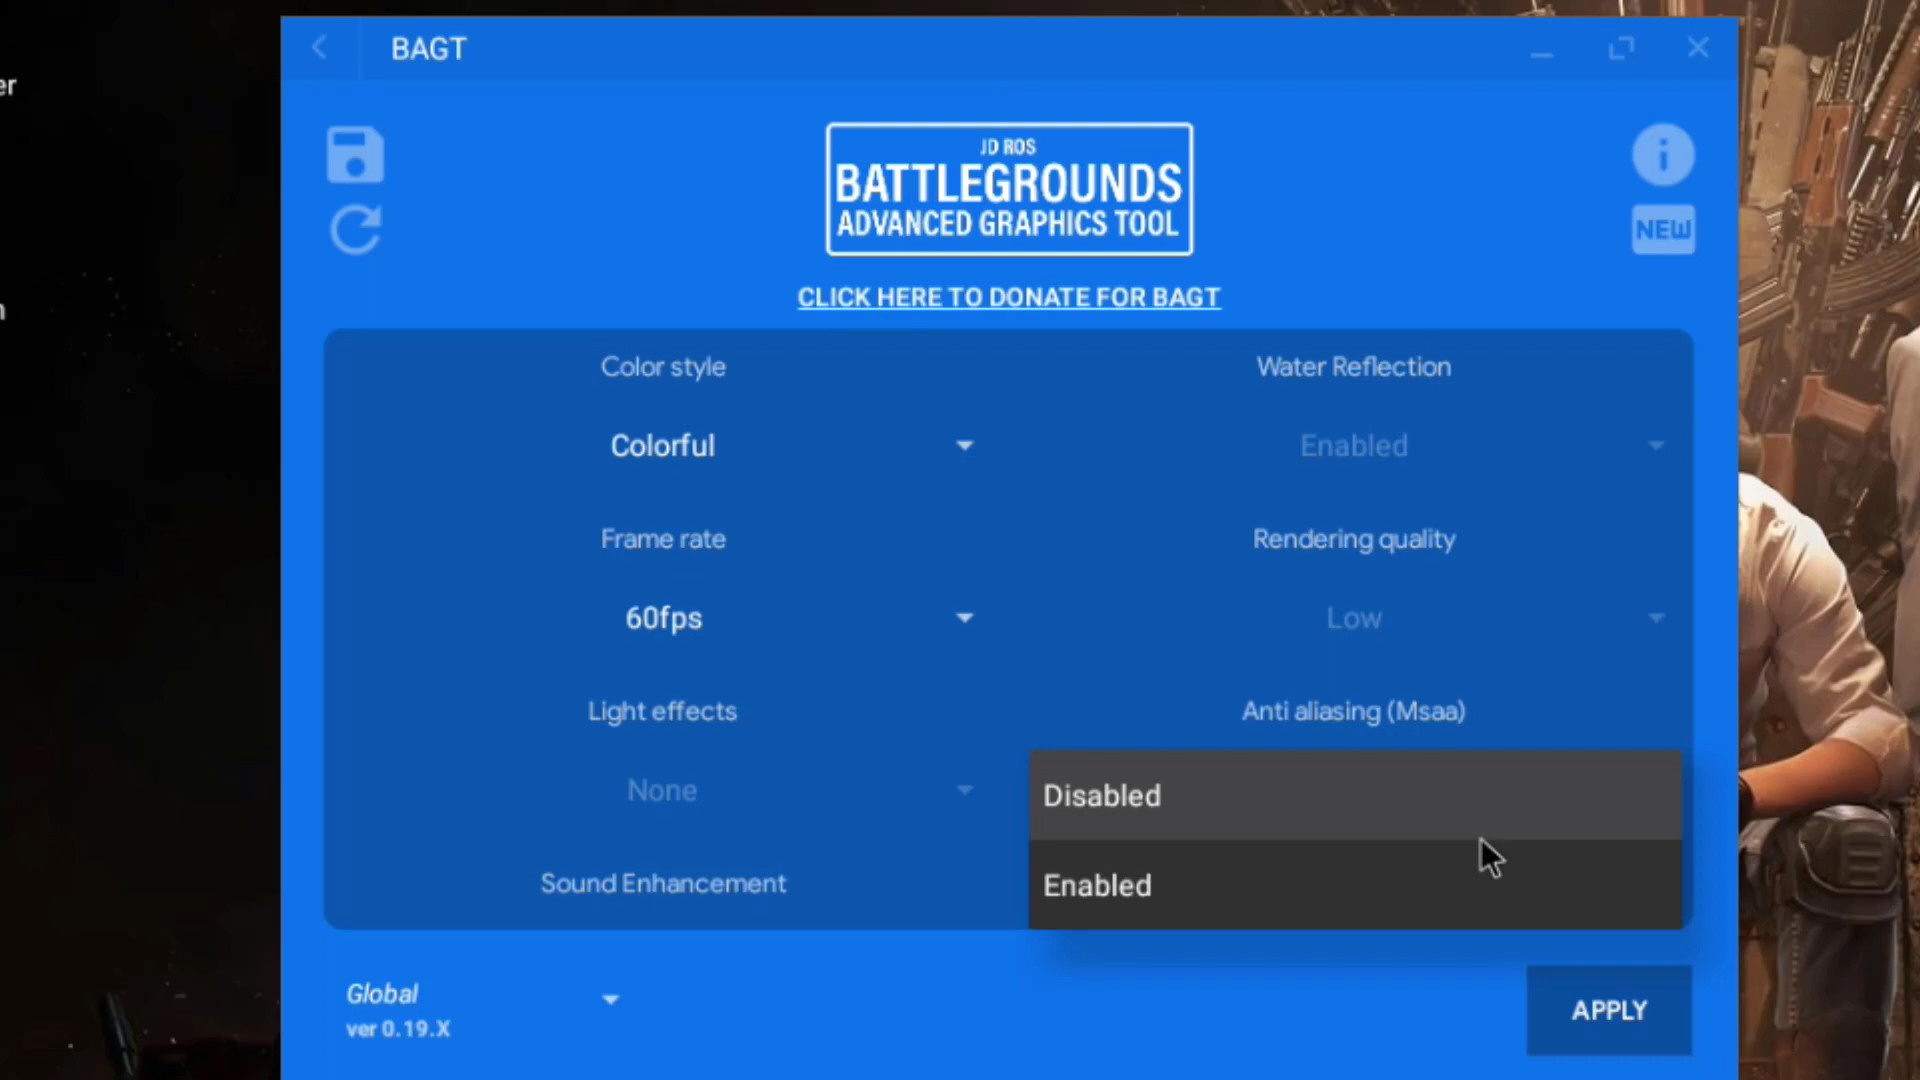 er
n
BAGT
JD ROS
BATTLEGROUNDS
ADVANCED GRAPHICS TOOL
NEW
CLICK HERE TO DONATE FOR BAGT
Color style
Water Reflection
Colorful
Enabled
Frame rate
Rendering quality
60fps
Low
Light effects
Anti aliasing (Msaa)
None
Disabled
Sound Enhancement
Enabled
Global
ver 0.19.X
APPLY